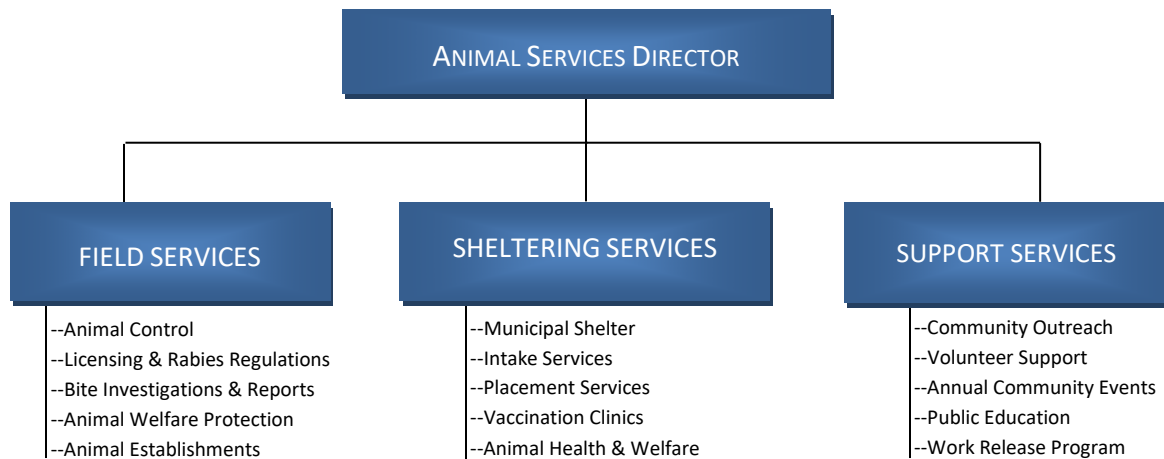 ANIMAL SERVICES DIRECTOR
FIELD SERVICES
--Animal Control
--Licensing & Rabies Regulations
--Bite Investigations & Reports
--Animal Welfare Protection
--Animal Establishments
SHELTERING SERVICES
--Municipal Shelter
--Intake Services
--Placement Services
--Vaccination Clinics
--Animal Health & Welfare
SUPPORT SERVICES
--Community Outreach
--Volunteer Support
--Annual Community Events
--Public Education
--Work Release Program